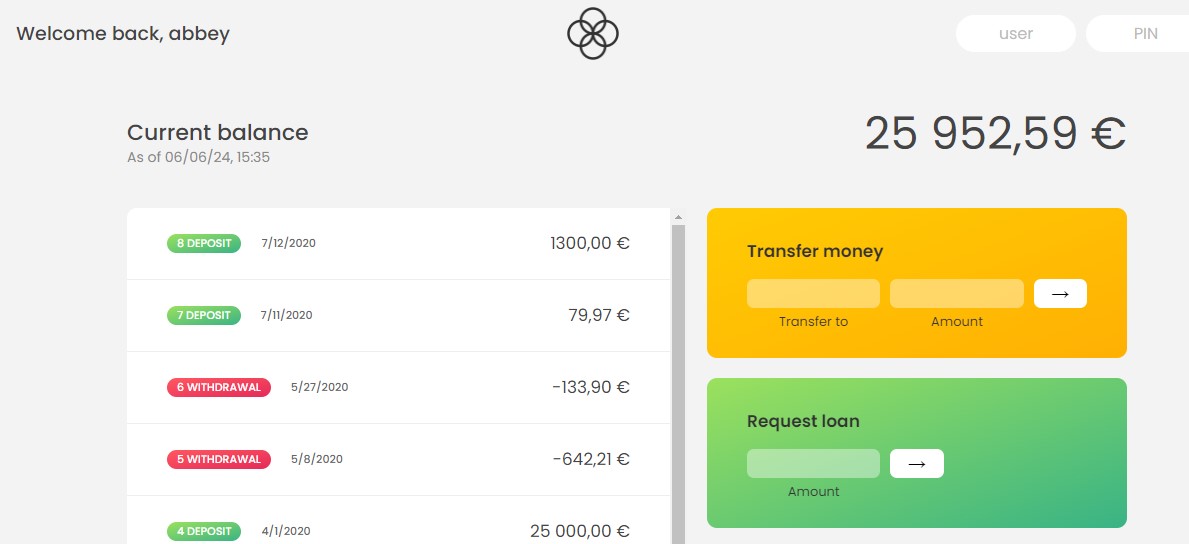 Welcome back, abbey
user
PIN
Current balance
25 952,59 €
As of 06/06/24, 15:35
8 DEPOSIT 7/12/2020 1300,00 €
7 DEPOSIT 7/11/2020 79,97 €
6 WITHDRAWAL 5/27/2020 -133,90 €
5 WITHDRAWAL 5/8/2020 -642,21 €
4 DEPOSIT 4/1/2020 25 000,00 €
Transfer money
→
Transfer to Amount
Request loan
→
Amount